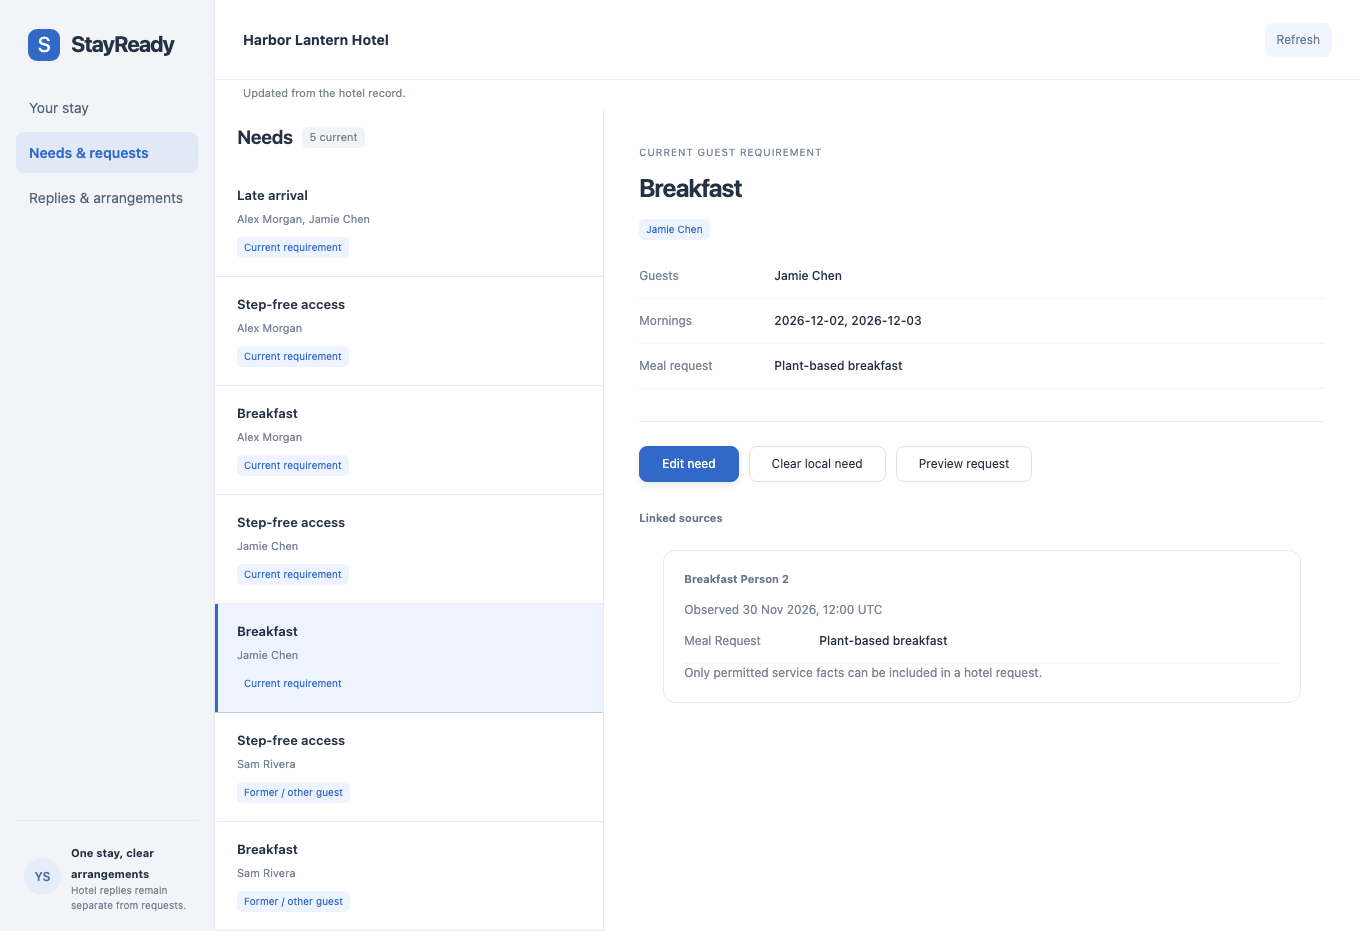 S StayReady
Your stay
Needs & requests
Replies & arrangements
YS
One stay, clear
arrangements
Hotel replies remain
separate from requests.
Harbor Lantern Hotel
Refresh
Updated from the hotel record.
Needs 5 current
Late arrival
Alex Morgan, Jamie Chen
Current requirement
Step-free access
Alex Morgan
Current requirement
Breakfast
Alex Morgan
Current requirement
Step-free access
Jamie Chen
Current requirement
Breakfast
Jamie Chen
Current requirement
Step-free access
Sam Rivera
Former / other guest
Breakfast
Sam Rivera
Former / other guest
CURRENT GUEST REQUIREMENT
Breakfast
Jamie Chen
Guests Jamie Chen
Mornings 2026-12-02, 2026-12-03
Meal request Plant-based breakfast
Edit need Clear local need Preview request
Linked sources
Breakfast Person 2
Observed 30 Nov 2026, 12:00 UTC
Meal Request Plant-based breakfast
Only permitted service facts can be included in a hotel request.